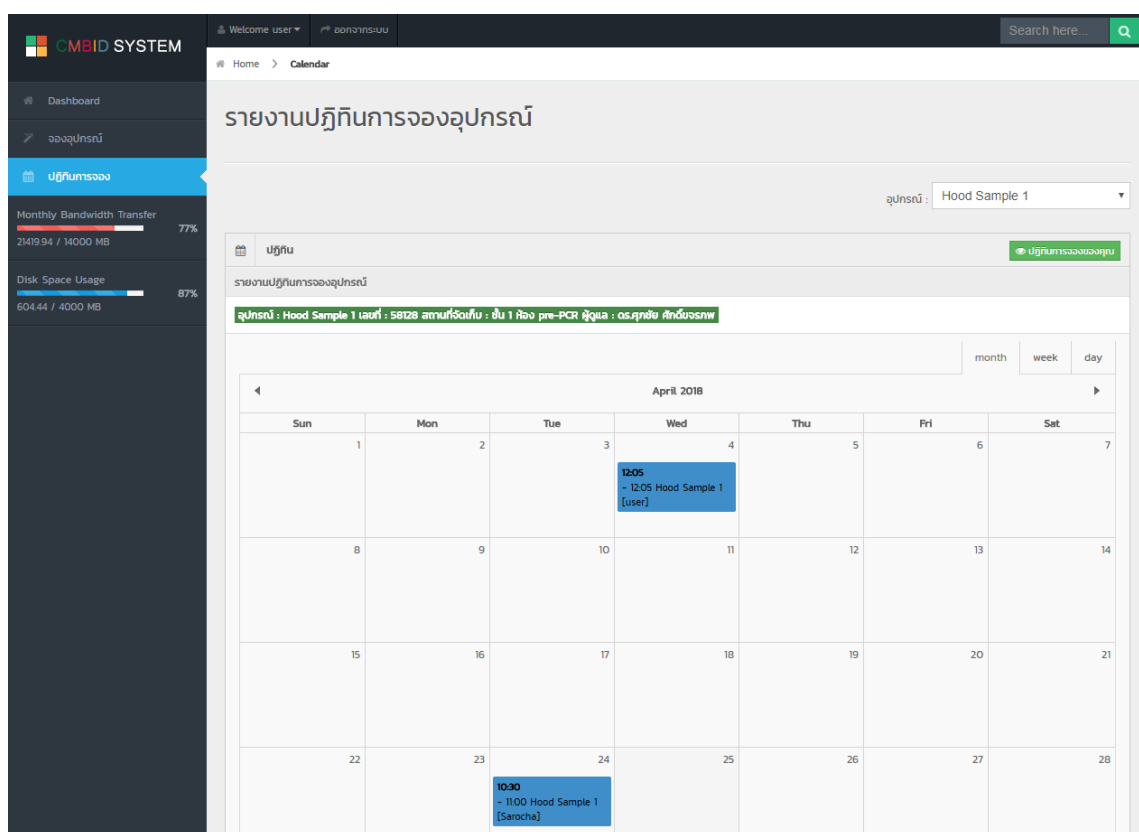 CMBID SYSTEM
Welcome user
ออกจากระบบ
Search here...
Home > Calendar
Dashboard
จองอุปกรณ์
ปฏิทินการจอง
Monthly Bandwidth Transfer
77%
21419.94 / 14000 MB
Disk Space Usage
87%
604.44 / 4000 MB
รายงานปฏิทินการจองอุปกรณ์
อุปกรณ์ : Hood Sample 1
ปฏิทิน
ปฏิทินการจองของคุณ
รายงานปฏิทินการจองอุปกรณ์
อุปกรณ์ : Hood Sample 1 เลขที่ : 58128 สถานที่จัดเก็บ : ชั้น 1 ห้อง pre-PCR ผู้ดูแล : ดร.ศุภชัย ศักดิ์ขจรภพ
month week day
April 2018
Sun Mon Tue Wed Thu Fri Sat
1 2 3 4 5 6 7
12:05
- 12:05 Hood Sample 1
[user]
8 9 10 11 12 13 14
15 16 17 18 19 20 21
22 23 24 25 26 27 28
10:30
- 11:00 Hood Sample 1
[Sarocha]